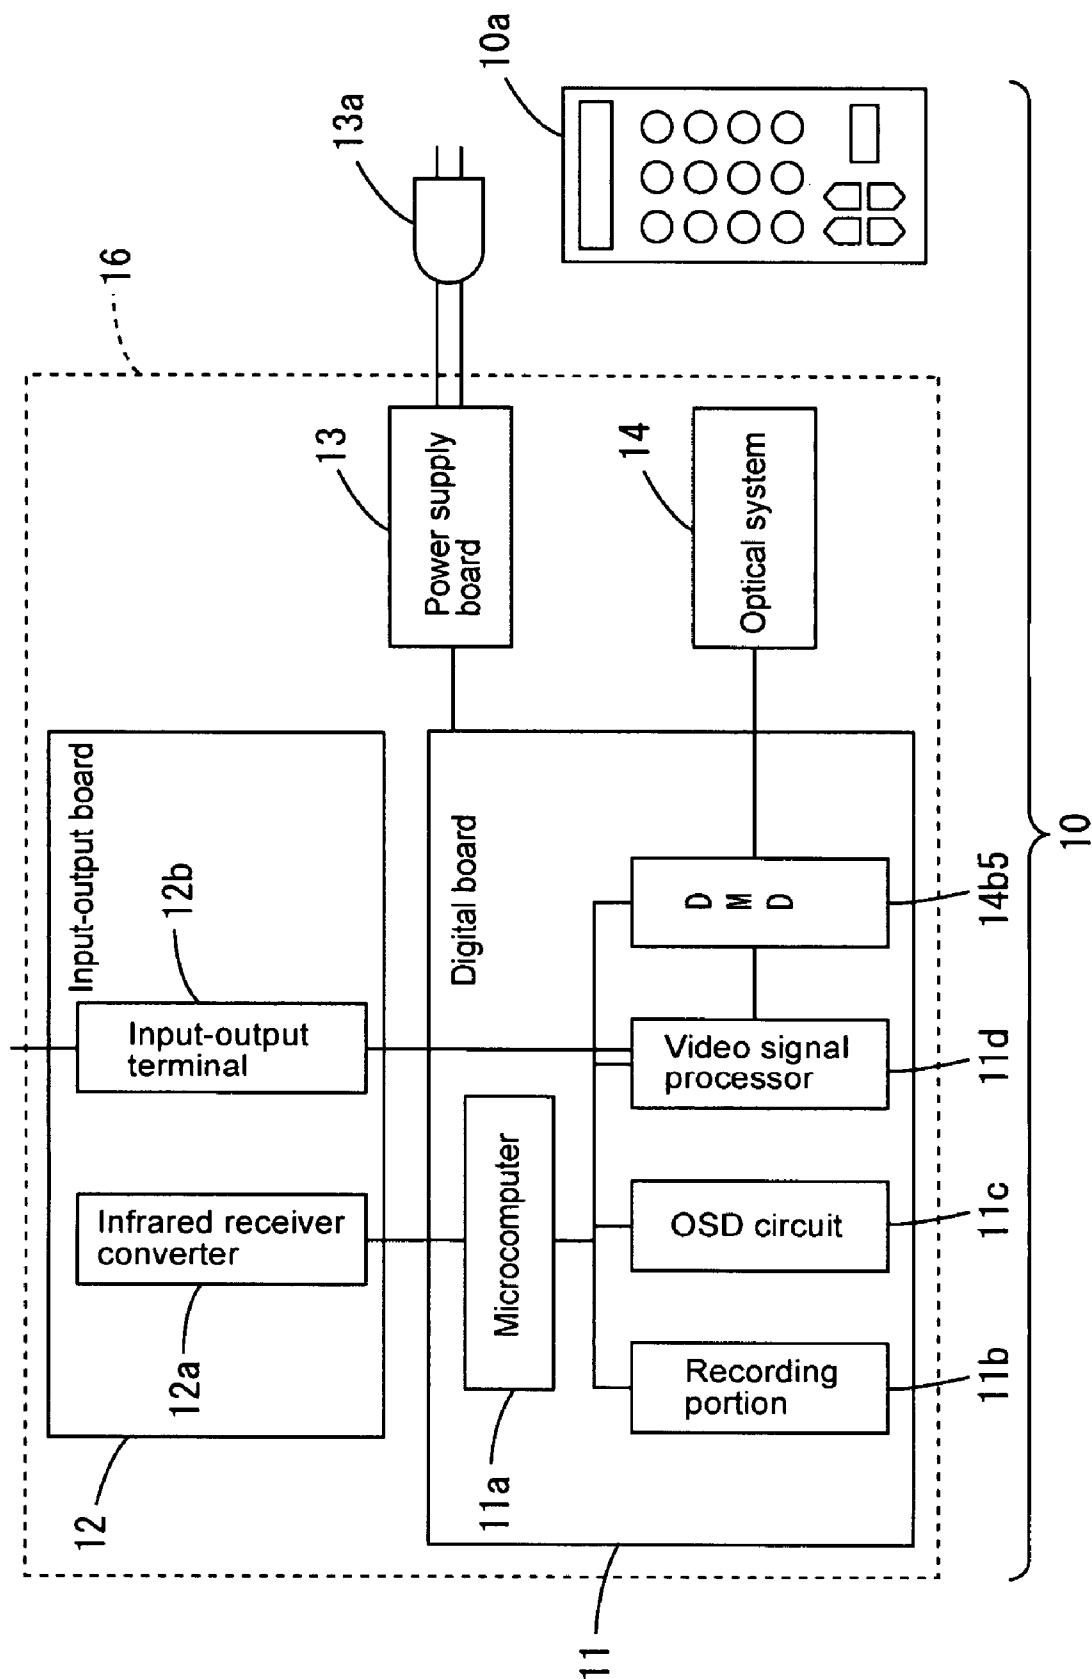 16
10a
13a
13
Power supply
board
14
Optical system
Input-output board
12b
Input-output
terminal
Infrared receiver
converter
12a
12
Digital board
Microcomputer
11a
D
M
D
14b5
Video signal
processor
11d
OSD circuit
11c
Recording
portion
11b
11
10